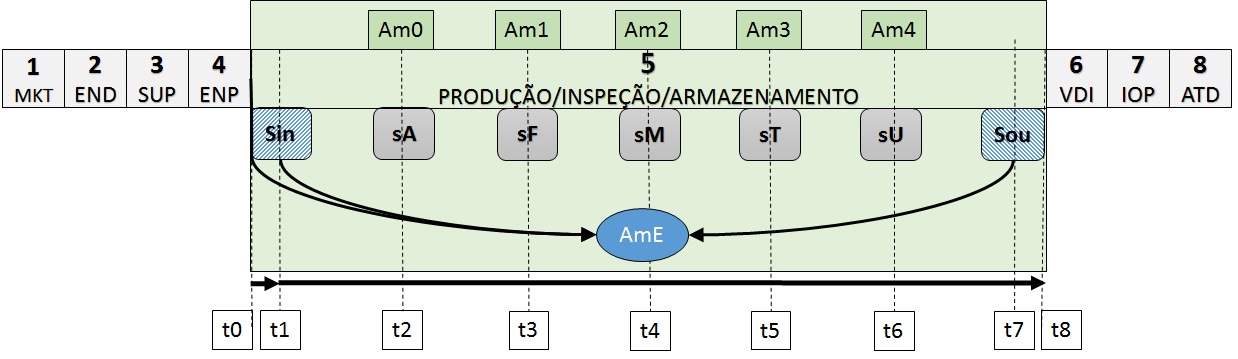 Am0 Am1 Am2 Am3 Am4
1 2 3 4 5 6 7 8
MKT END SUP ENP PRODUÇÃO/INSPEÇÃO/ARMAZENAMENTO VDI IOP ATD
Sin sA sF sM sT sU Sou
AmE
t0 t1 t2 t3 t4 t5 t6 t7 t8